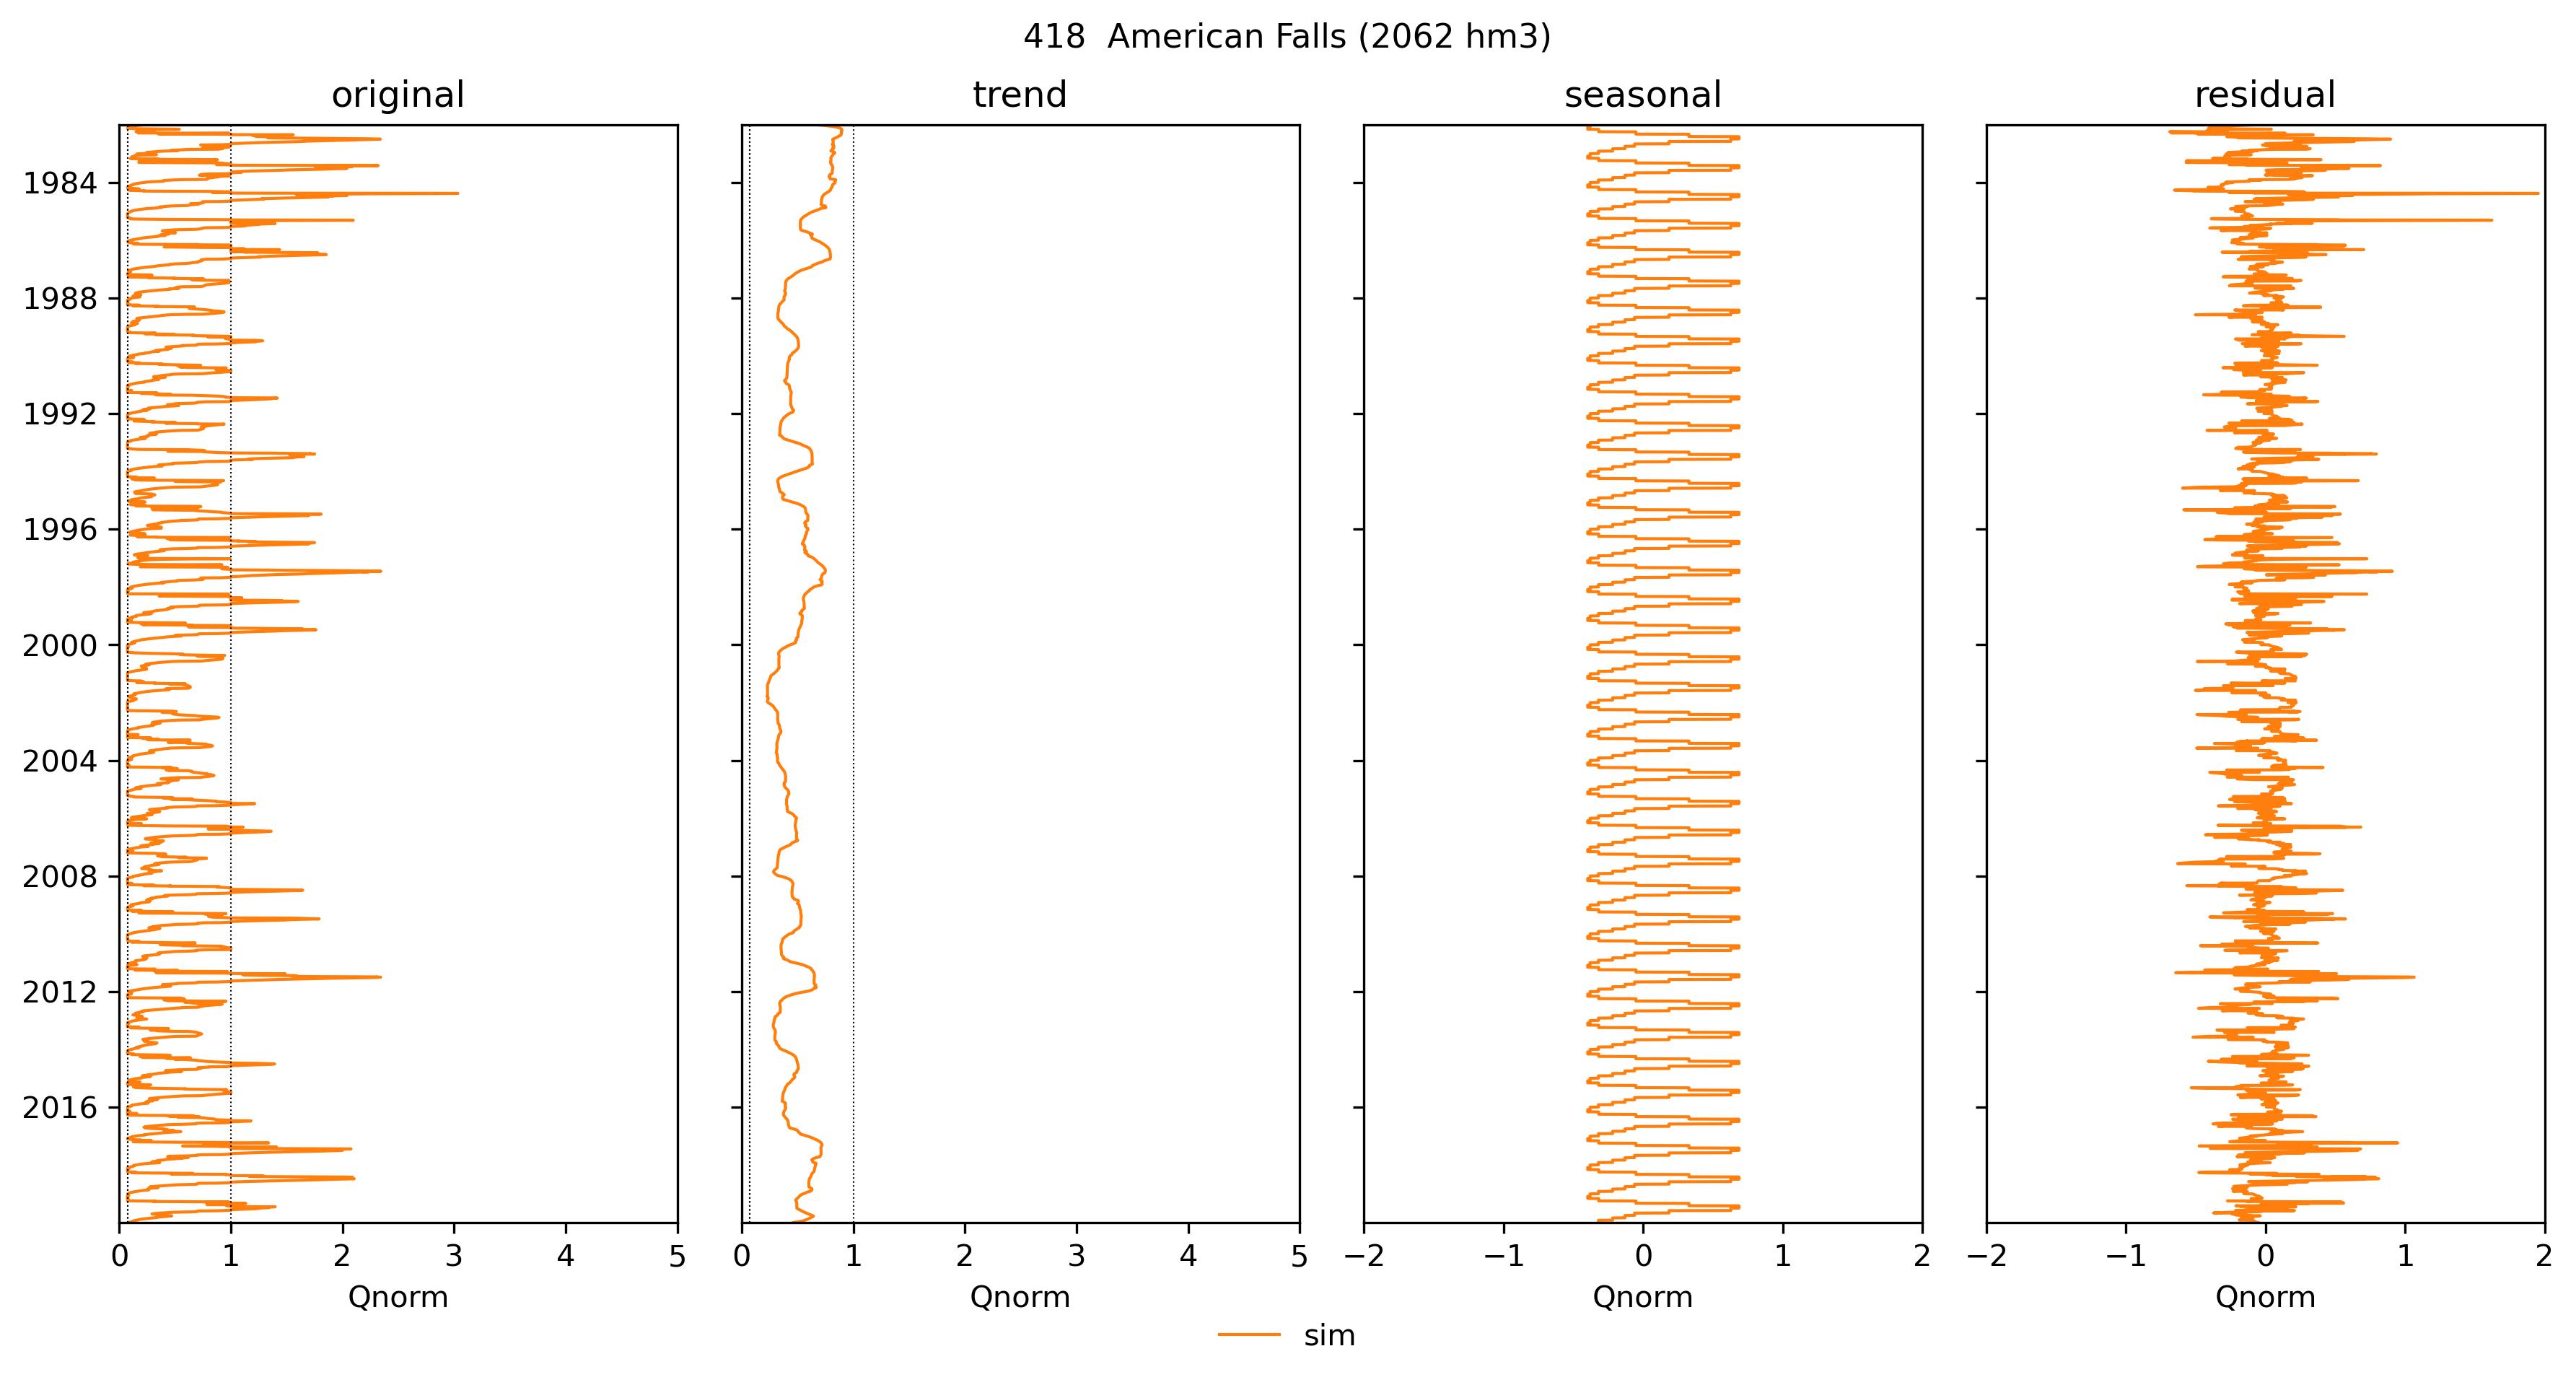 418  American Falls (2062 hm3)
original trend seasonal residual
1984
1988
1992
1996
2000
2004
2008
2012
2016
0 1 2 3 4 5 0 1 2 3 4 5 −2 −1 0 1 2 −2 −1 0 1 2
Qnorm Qnorm Qnorm Qnorm
sim